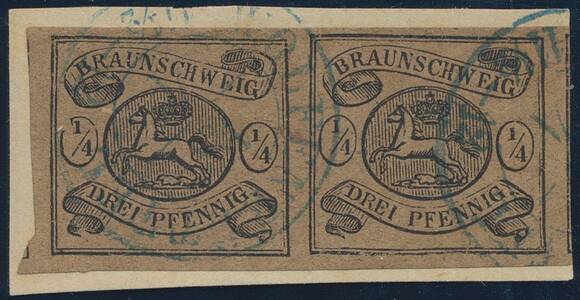 BRAUNSCHWEIG
1/4 1/4
DREI PFENNIG.
BRAUNSCHWEIG
1/4 1/4
DREI PFENNIG.